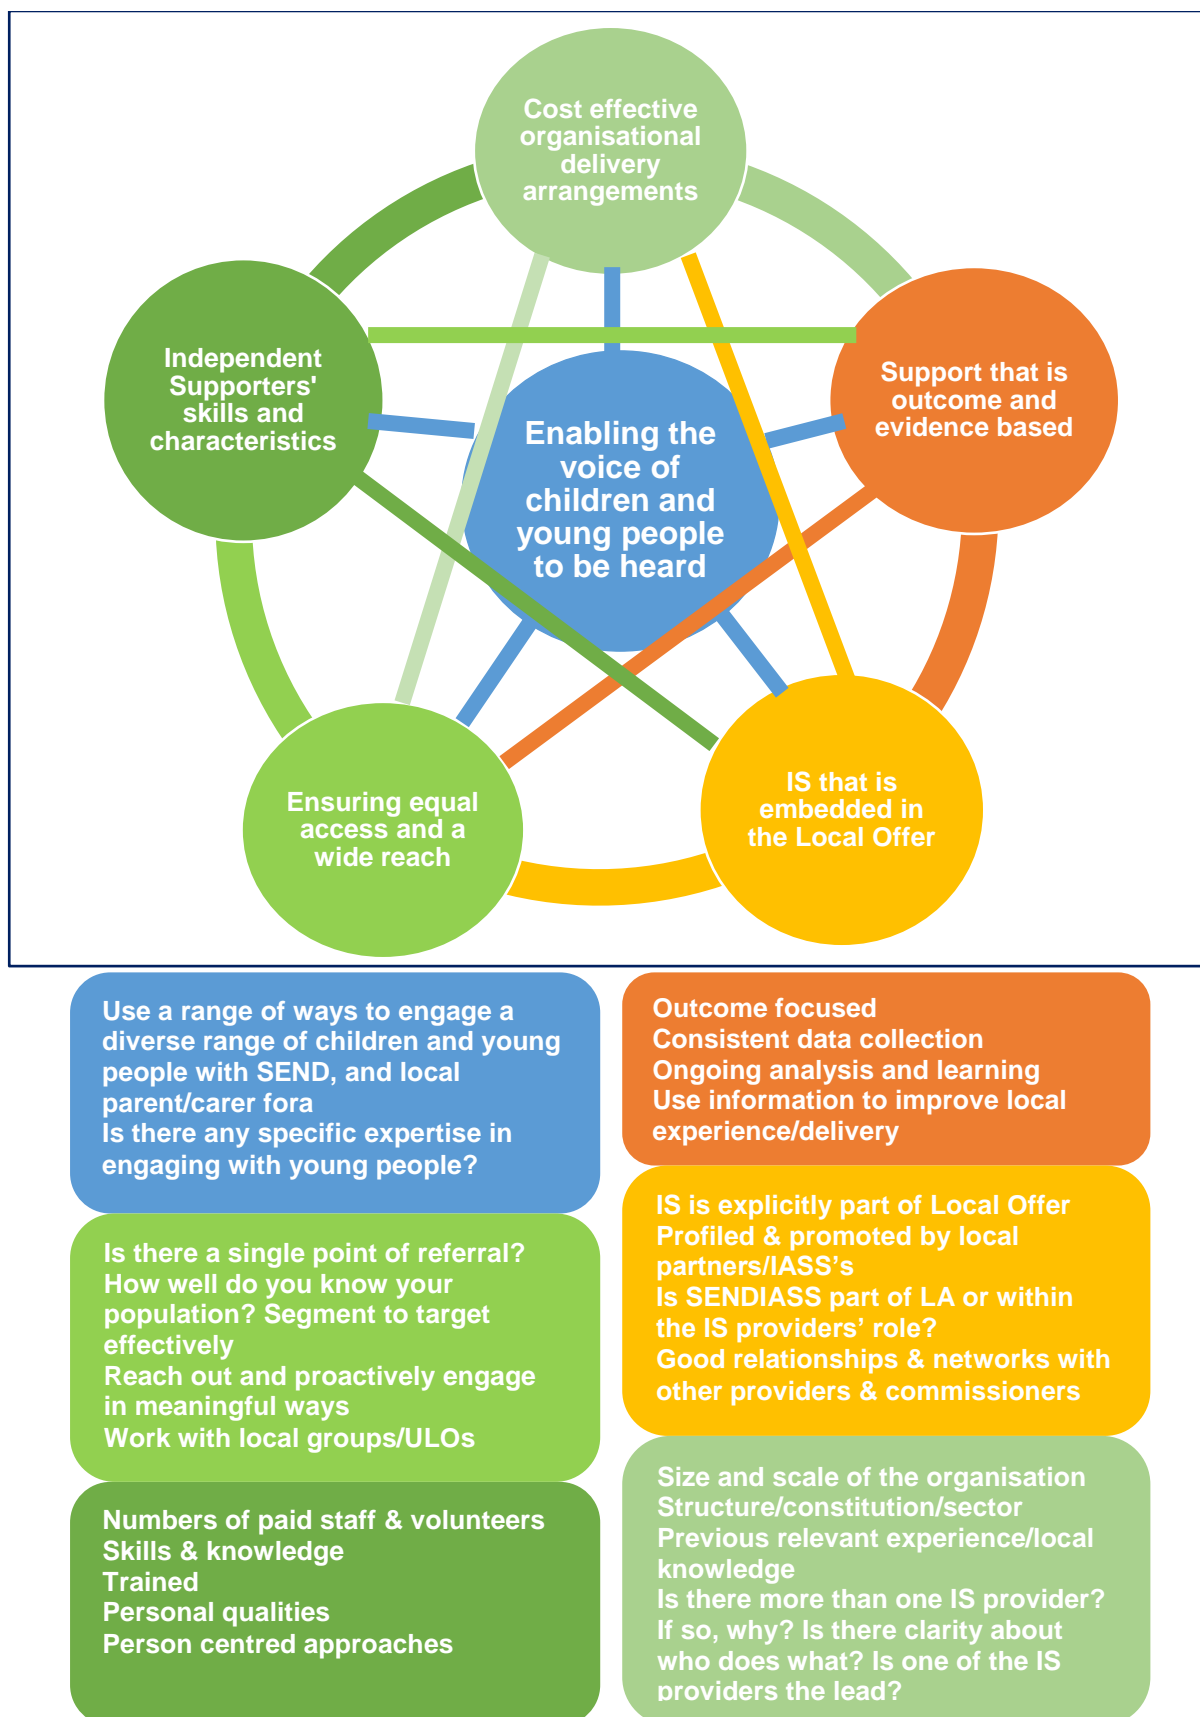 Cost effective
organisational
delivery
arrangements
Independent
Supporters'
skills and
characteristics
Support that is
outcome and
evidence based
Enabling the
voice of
children and
young people
to be heard
Ensuring equal
access and a
wide reach
IS that is
embedded in
the Local Offer
Use a range of ways to engage a
diverse range of children and young
people with SEND, and local
parent/carer fora
Is there any specific expertise in
engaging with young people?
Outcome focused
Consistent data collection
Ongoing analysis and learning
Use information to improve local
experience/delivery
Is there a single point of referral?
How well do you know your
population? Segment to target
effectively
Reach out and proactively engage
in meaningful ways
Work with local groups/ULOs
IS is explicitly part of Local Offer
Profiled & promoted by local
partners/IASS’s
Is SENDIASS part of LA or within
the IS providers’ role?
Good relationships & networks with
other providers & commissioners
Numbers of paid staff & volunteers
Skills & knowledge
Trained
Personal qualities
Person centred approaches
Size and scale of the organisation
Structure/constitution/sector
Previous relevant experience/local
knowledge
Is there more than one IS provider?
If so, why? Is there clarity about
who does what? Is one of the IS
providers the lead?